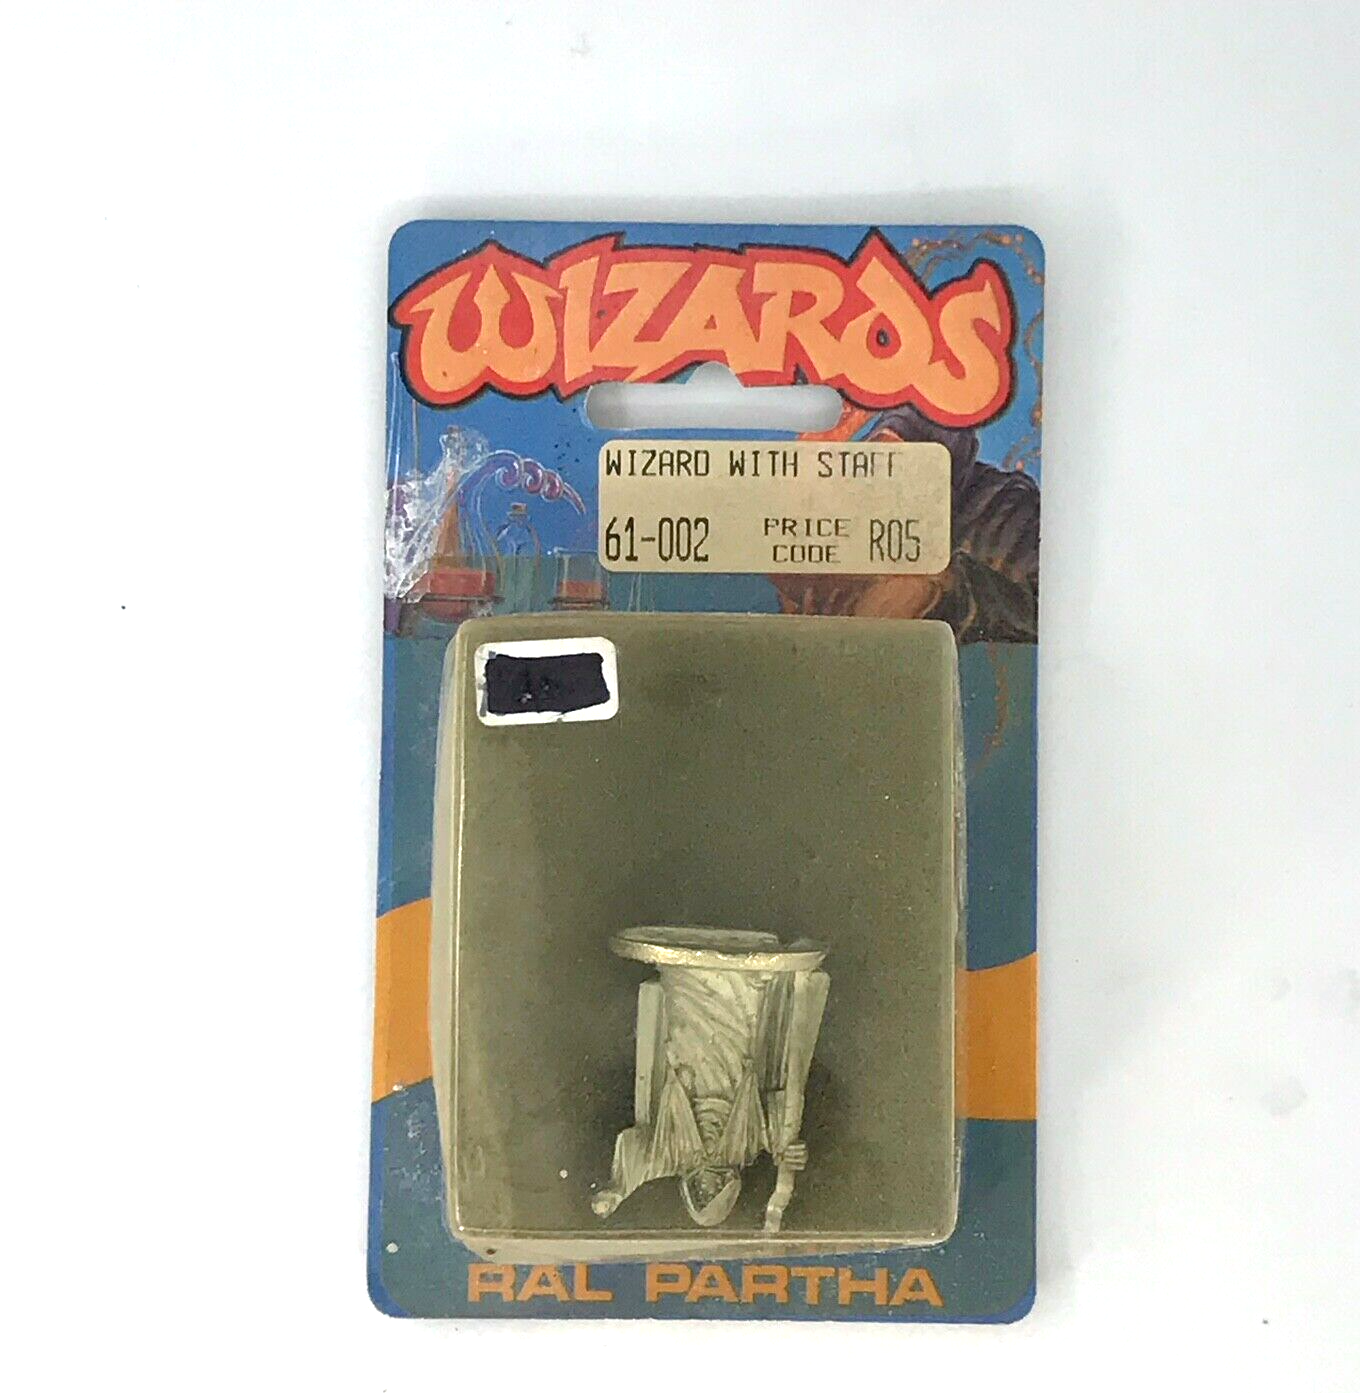 WIZARDS
WIZARD WITH STAFF
61-002 PRICE CODE R05
RAL PARTHA